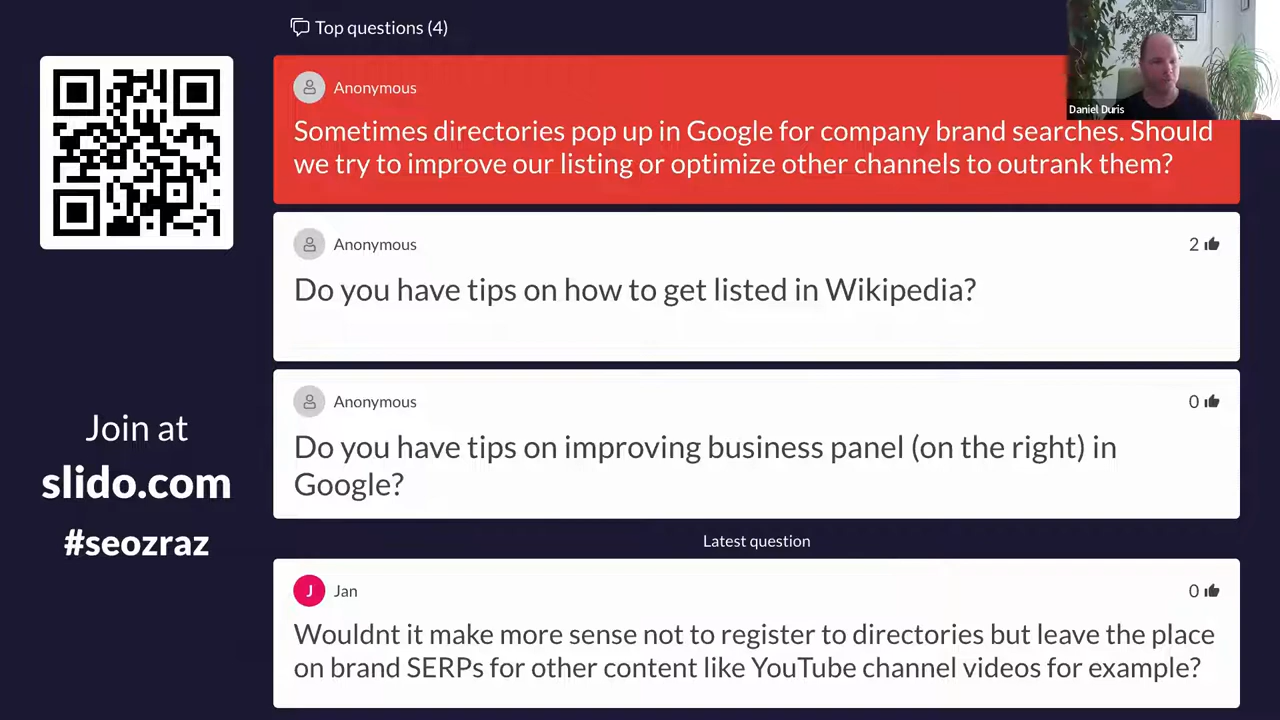 Top questions (4)
Daniel Duris
Anonymous
Sometimes directories pop up in Google for company brand searches. Should
we try to improve our listing or optimize other channels to outrank them?
Anonymous
2
Do you have tips on how to get listed in Wikipedia?
Anonymous
0
Do you have tips on improving business panel (on the right) in
Google?
Join at
slido.com
#seozraz
Latest question
J
Jan
0
Wouldnt it make more sense not to register to directories but leave the place
on brand SERPs for other content like YouTube channel videos for example?